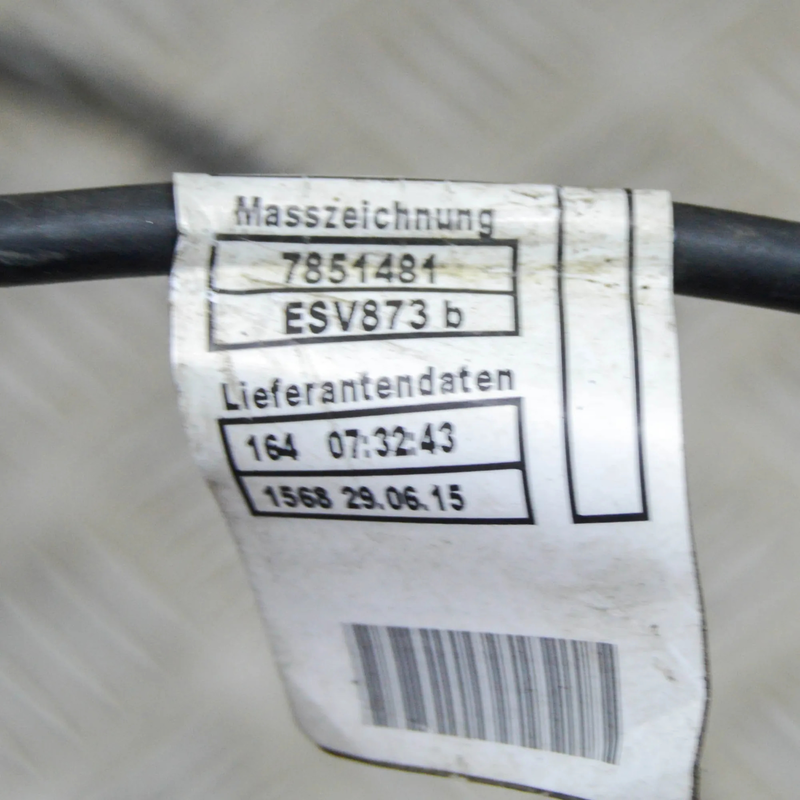 Masszeichnung
7851481
ESV873 b
Lieferantendaten
164 07:32:43
1568 29.06.15